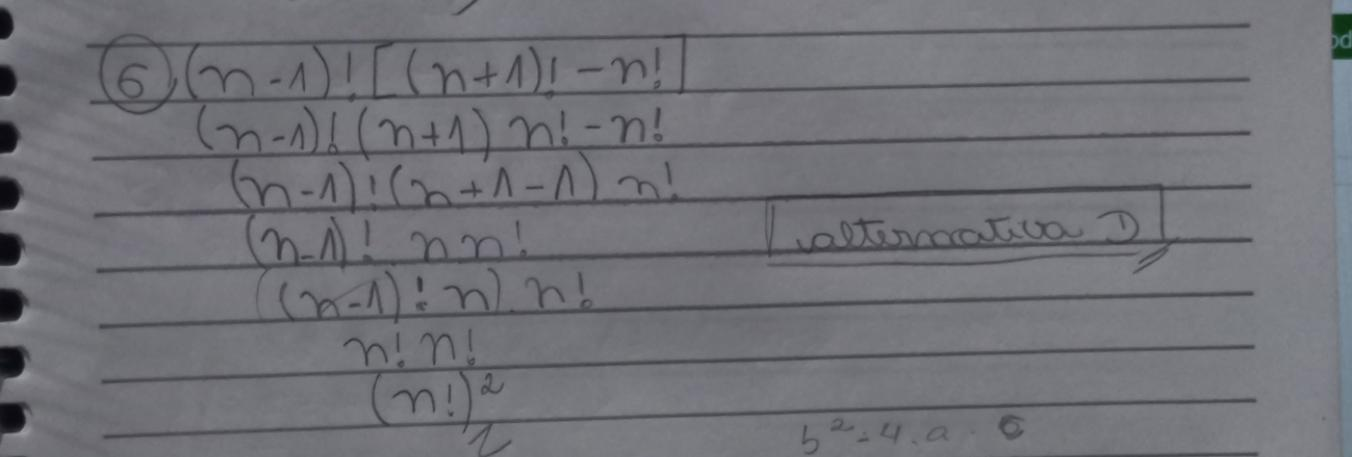 6) (n-1)! [(n+1)! - n!]
(n-1)! (n+1) n! - n!
(n-1)! (n+1-1) n!
(n-1)! n n!
alternativa D
((n-1)! n) n!
n! n!
(n!)²
b² - 4.a.c